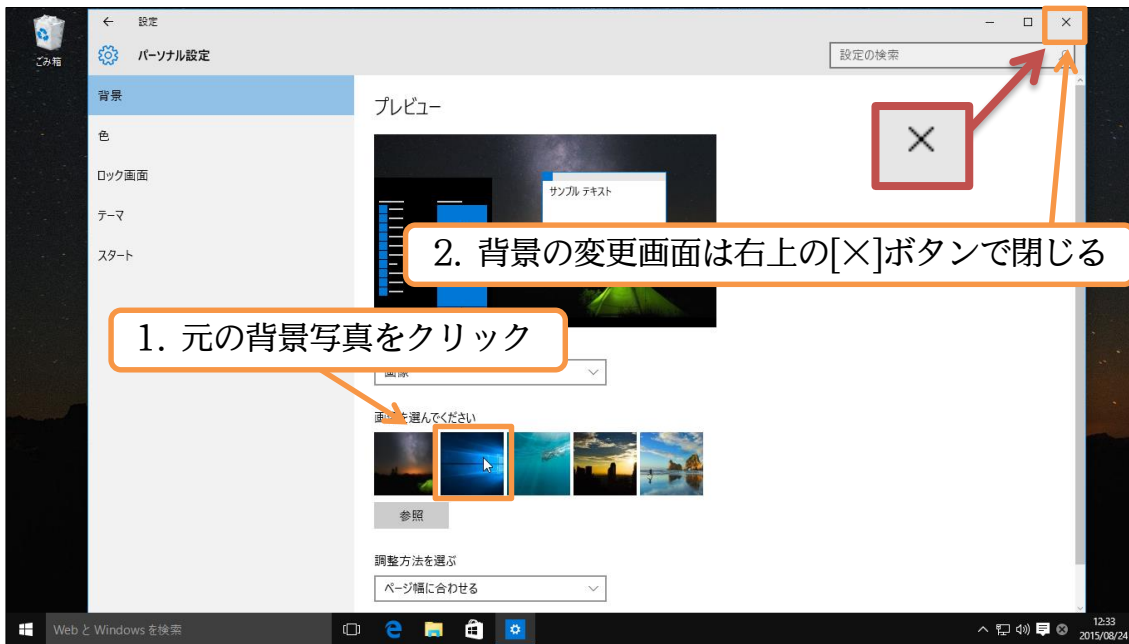 ごみ箱
設定
パーソナル設定
設定の検索
背景
色
ロック画面
テーマ
スタート
プレビュー
サンプル テキスト
2. 背景の変更画面は右上の[×]ボタンで閉じる
1. 元の背景写真をクリック
画像
を選んでください
参照
調整方法を選ぶ
ページ幅に合わせる
Web と Windows を検索
12:33
2015/08/24